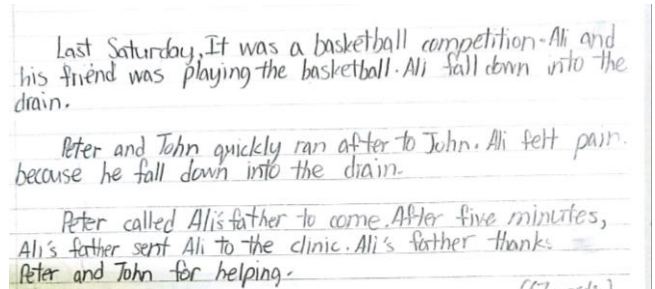 Last Saturday, It was a basketball competition. Ali and
his friend was playing the basketball. Ali fall down into the
drain.
Peter and John quickly ran after to John. Ali felt pain.
because he fall down into the drain.
Peter called Ali's father to come. After five minutes,
Ali's father sent Ali to the clinic. Ali's father thanks
Peter and John for helping.